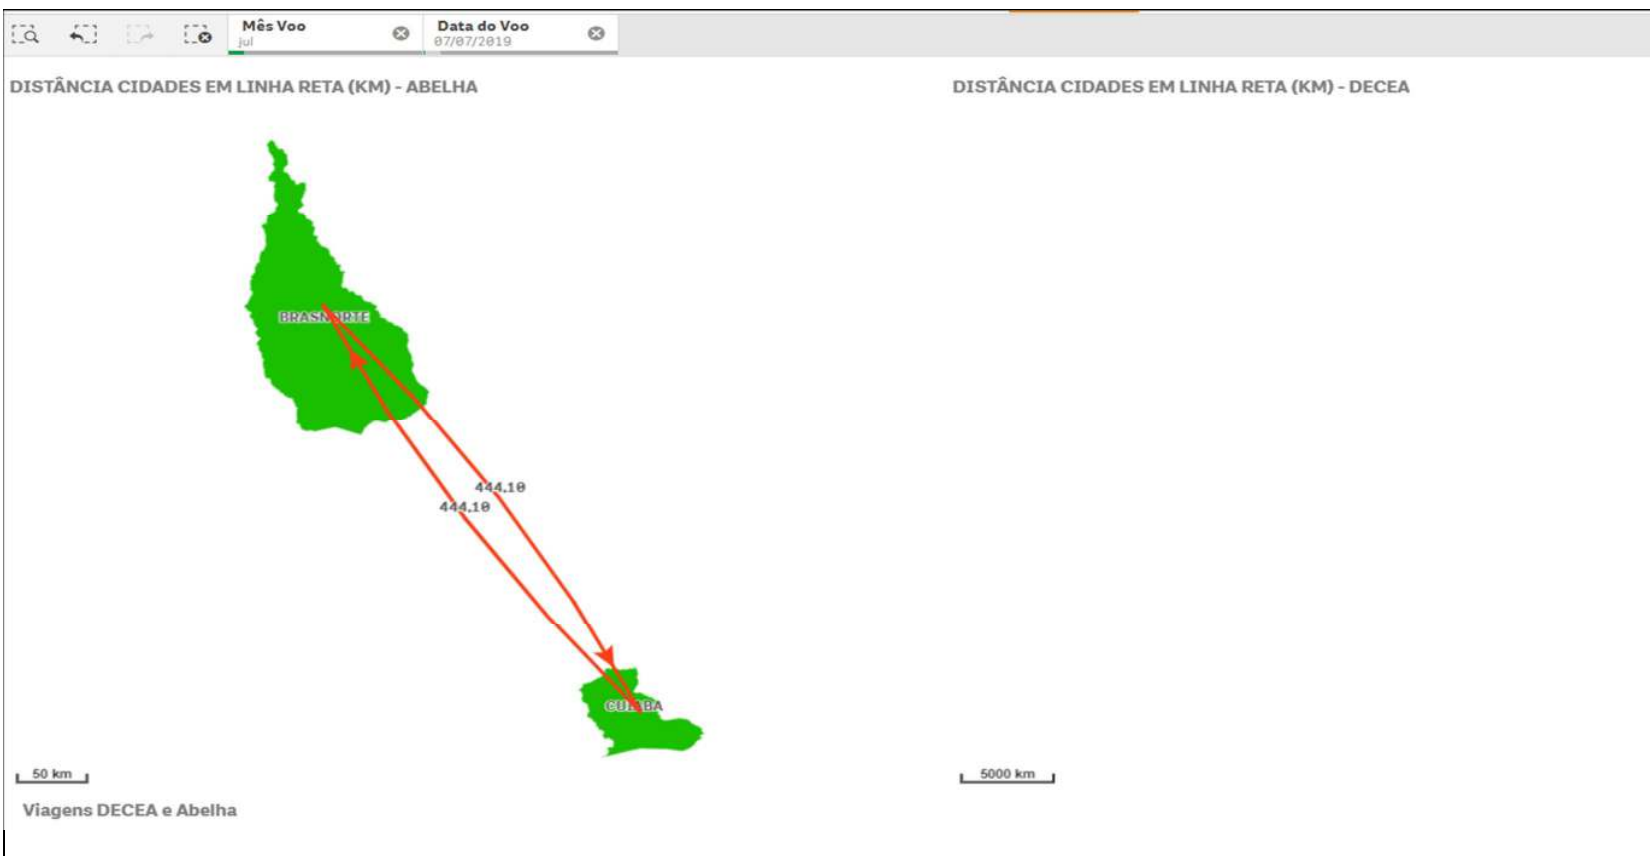 Mês Voo
jul
Data do Voo
07/07/2019
DISTÂNCIA CIDADES EM LINHA RETA (KM) - ABELHA
DISTÂNCIA CIDADES EM LINHA RETA (KM) - DECEA
BRASNORTE
444,10
444,10
CUIABA
50 km
5000 km
Viagens DECEA e Abelha